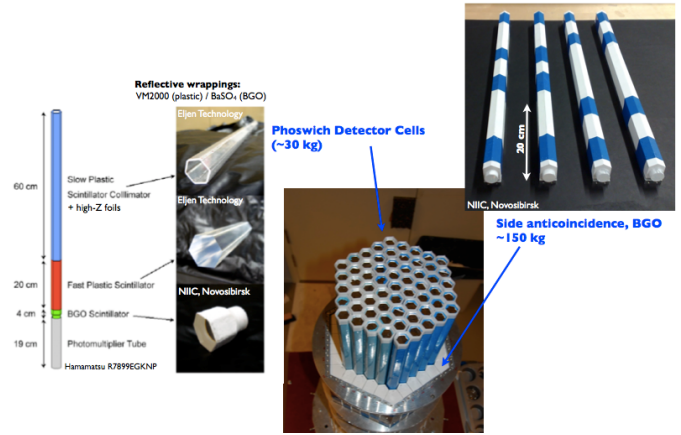 Reflective wrappings:
VM2000 (plastic) / BaSO4 (BGO)
60 cm
20 cm
4 cm
19 cm
Slow Plastic
Scintillator Colllmator
+ high-Z foils
Fast Plastic Scintillator
BGO Scintillator
Photomultiplier Tube
Hamamatsu R7899EGKNP
Eljen Technology
Eljen Technology
NIIC, Novosibirsk
Phoswich Detector Cells
(~30 kg)
20 cm
NIIC, Novosibirsk
Side anticoincidence, BGO
~150 kg